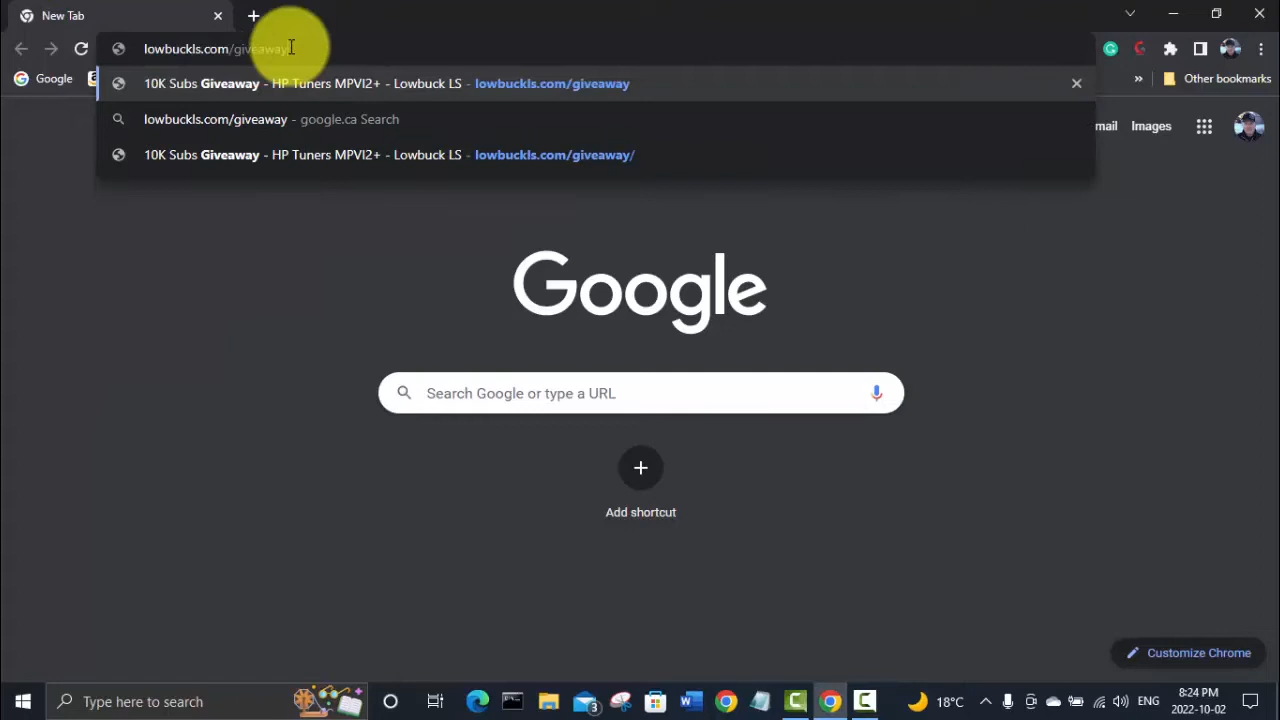 New Tab
lowbuckls.com/giveaway
Google
Other bookmarks
10K Subs Giveaway - HP Tuners MPVI2+ - Lowbuck LS - lowbuckls.com/giveaway
lowbuckls.com/giveaway - google.ca Search
10K Subs Giveaway - HP Tuners MPVI2+ - Lowbuck LS - lowbuckls.com/giveaway/
mail Images
Google
Search Google or type a URL
Add shortcut
Customize Chrome
Type here to search
3
18°C
ENG
8:24 PM
2022-10-02